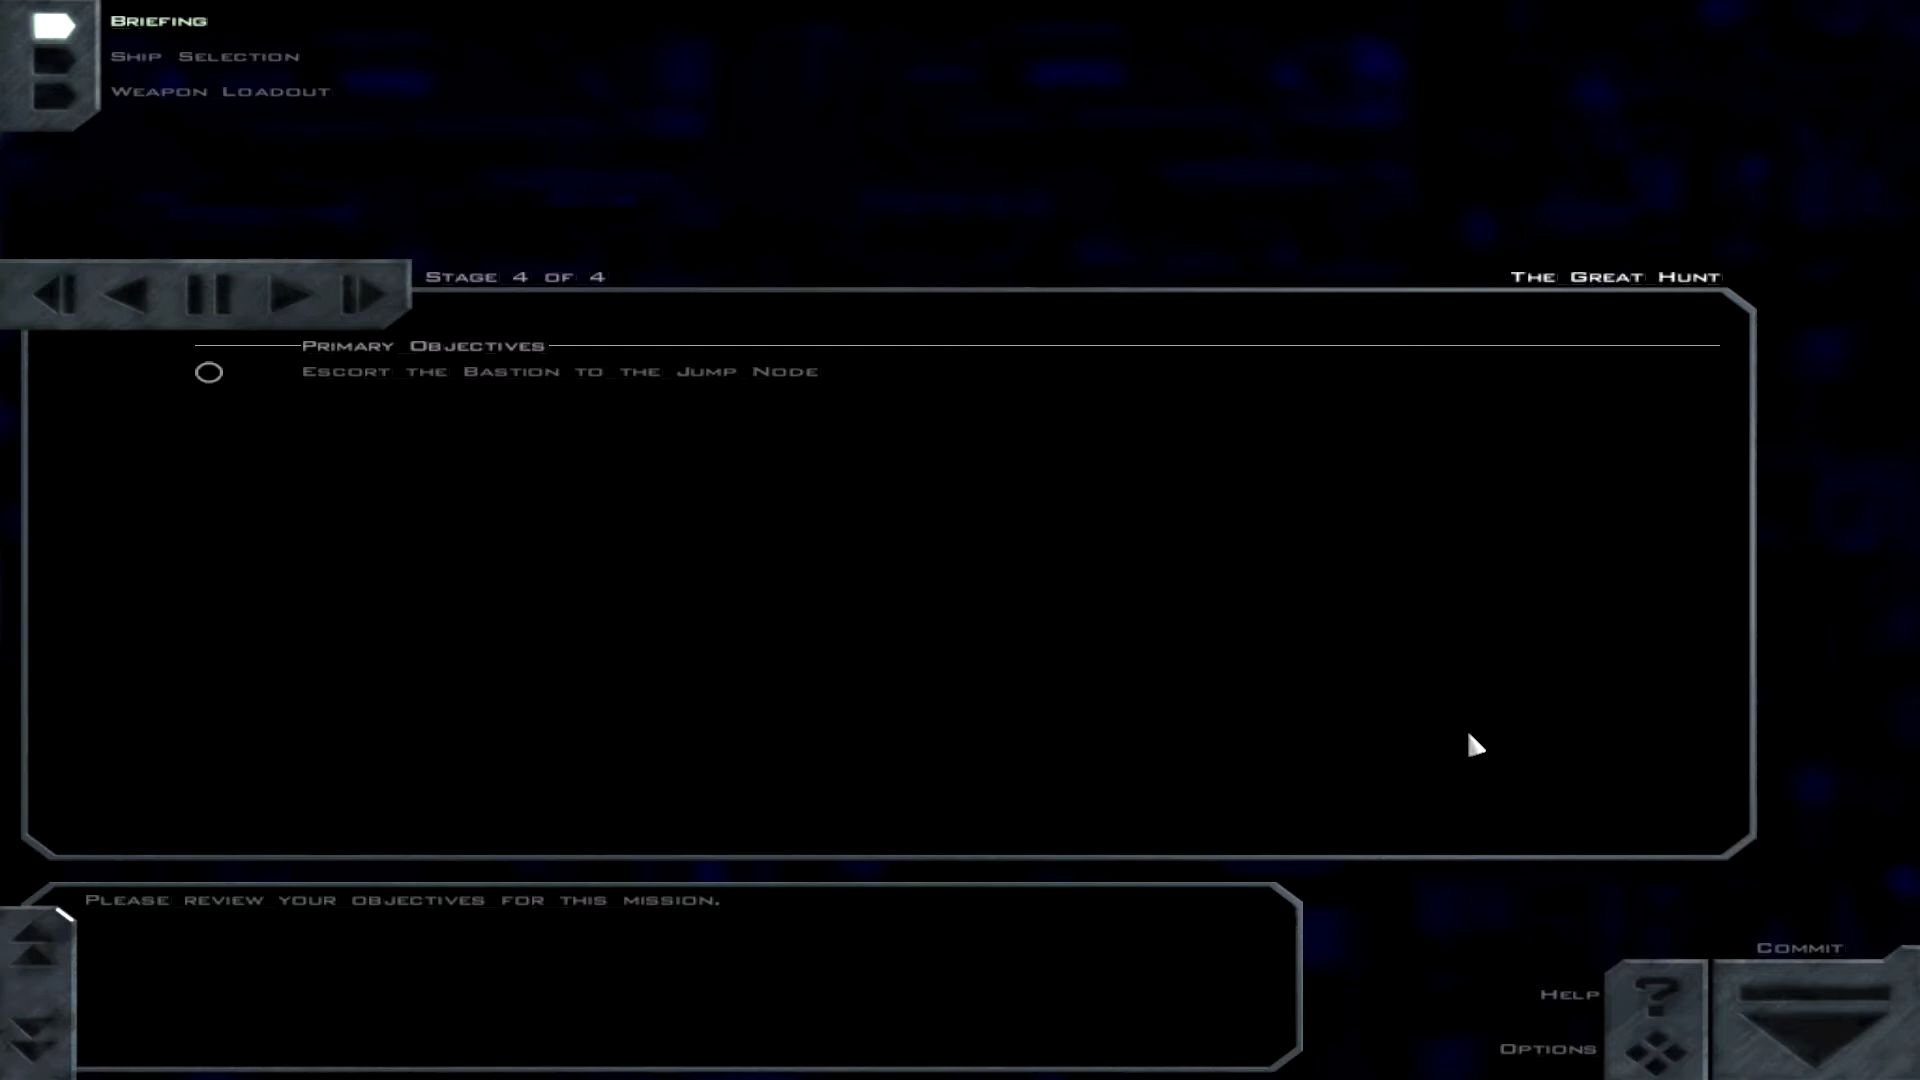 Briefing
Ship Selection
Weapon Loadout
Stage 4 of 4
The Great Hunt
Primary Objectives
Escort the Bastion to the Jump Node
Please review your objectives for this mission.
Commit
Help
?
Options